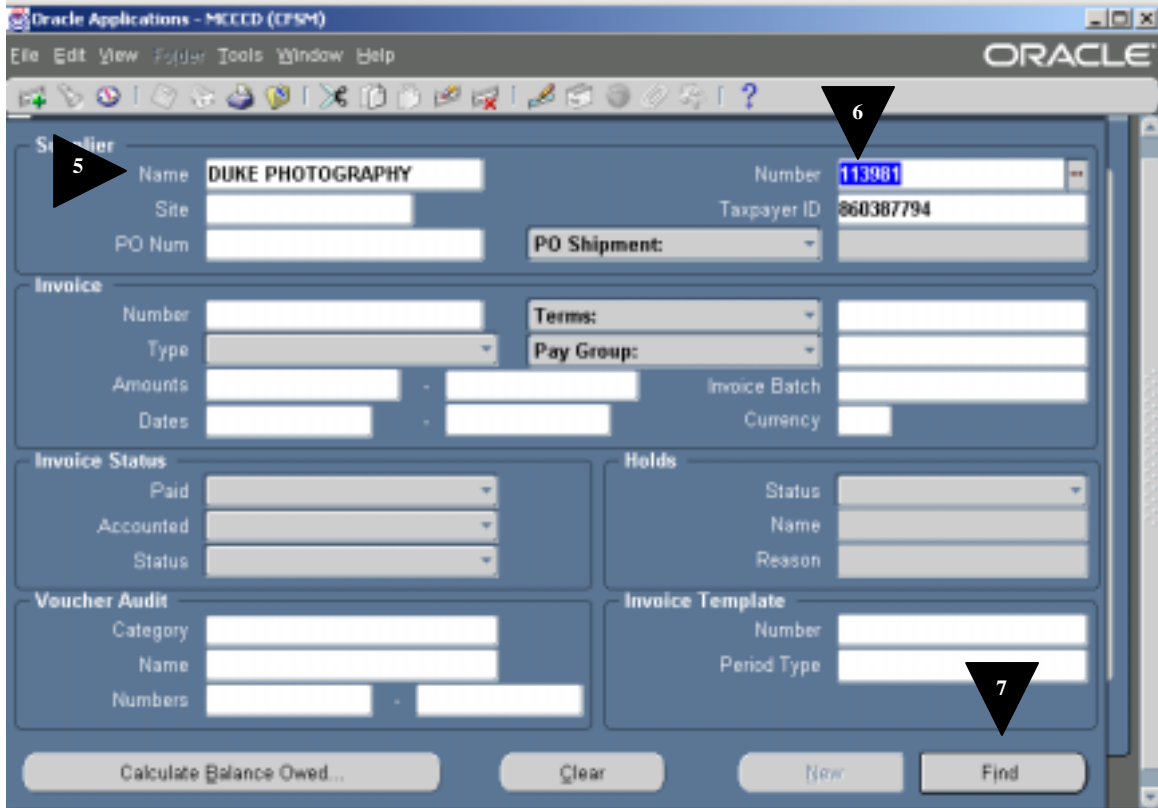 Oracle Applications - MCCCD (CFSM)
File Edit View Folder Tools Window Help
ORACLE
6
Supplier
5
Name DUKE PHOTOGRAPHY Number 113981
Site Taxpayer ID 860387794
PO Num PO Shipment:
Invoice
Number Terms:
Type Pay Group:
Amounts - Invoice Batch
Dates - Currency
Invoice Status Holds
Paid Status
Accounted Name
Status Reason
Voucher Audit Invoice Template
Category Number
Name Period Type
Numbers -
7
Calculate Balance Owed... Clear New Find